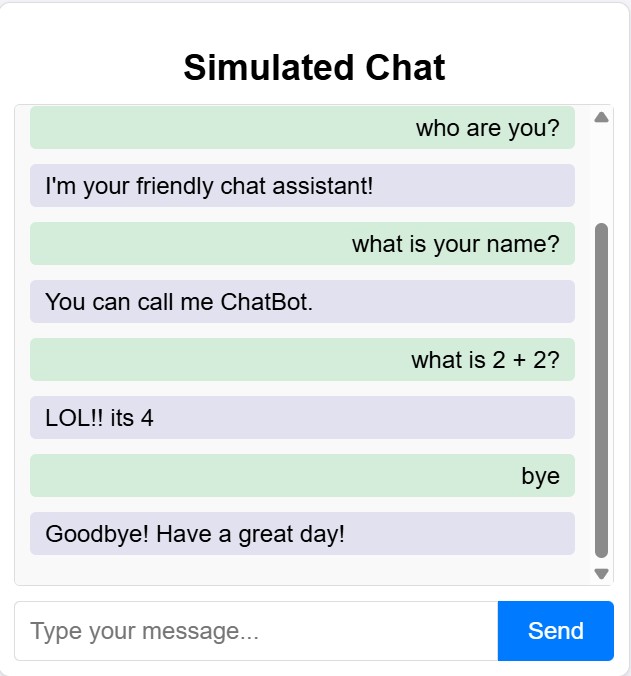 Simulated Chat
who are you?
I'm your friendly chat assistant!
what is your name?
You can call me ChatBot.
what is 2 + 2?
LOL!! its 4
bye
Goodbye! Have a great day!
Type your message...
Send